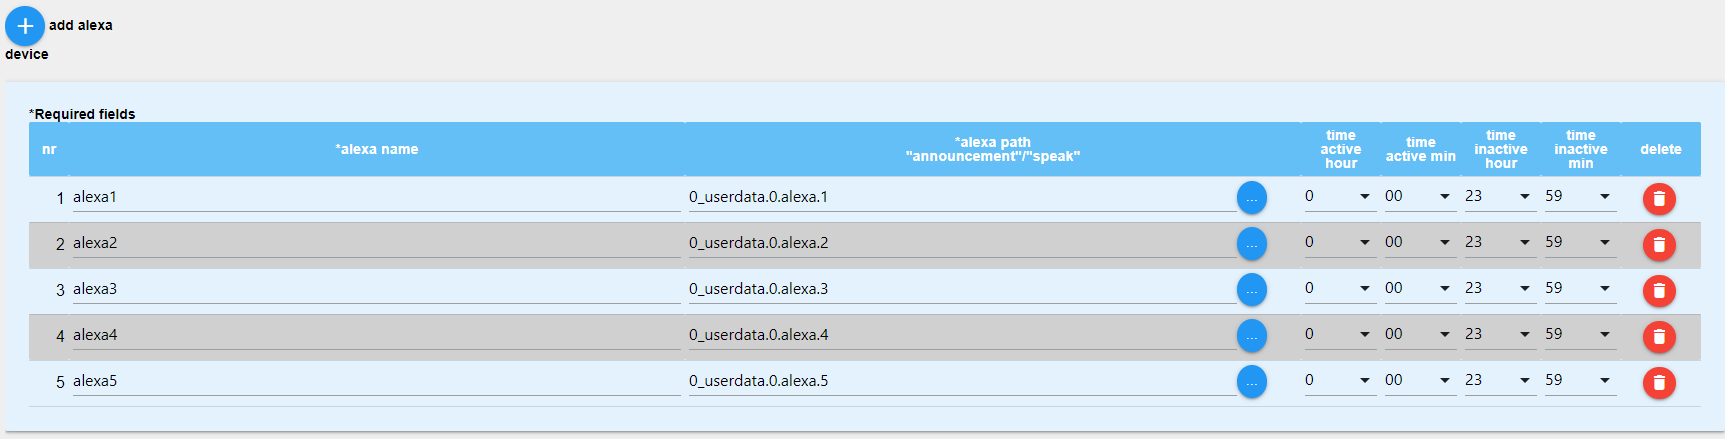 add alexa
device
*Required fields
nr *alexa name *alexa path "announcement"/"speak" time active hour time active min time inactive hour time inactive min delete
1 alexa1 0_userdata.0.alexa.1 ... 0 00 23 59
2 alexa2 0_userdata.0.alexa.2 ... 0 00 23 59
3 alexa3 0_userdata.0.alexa.3 ... 0 00 23 59
4 alexa4 0_userdata.0.alexa.4 ... 0 00 23 59
5 alexa5 0_userdata.0.alexa.5 ... 0 00 23 59